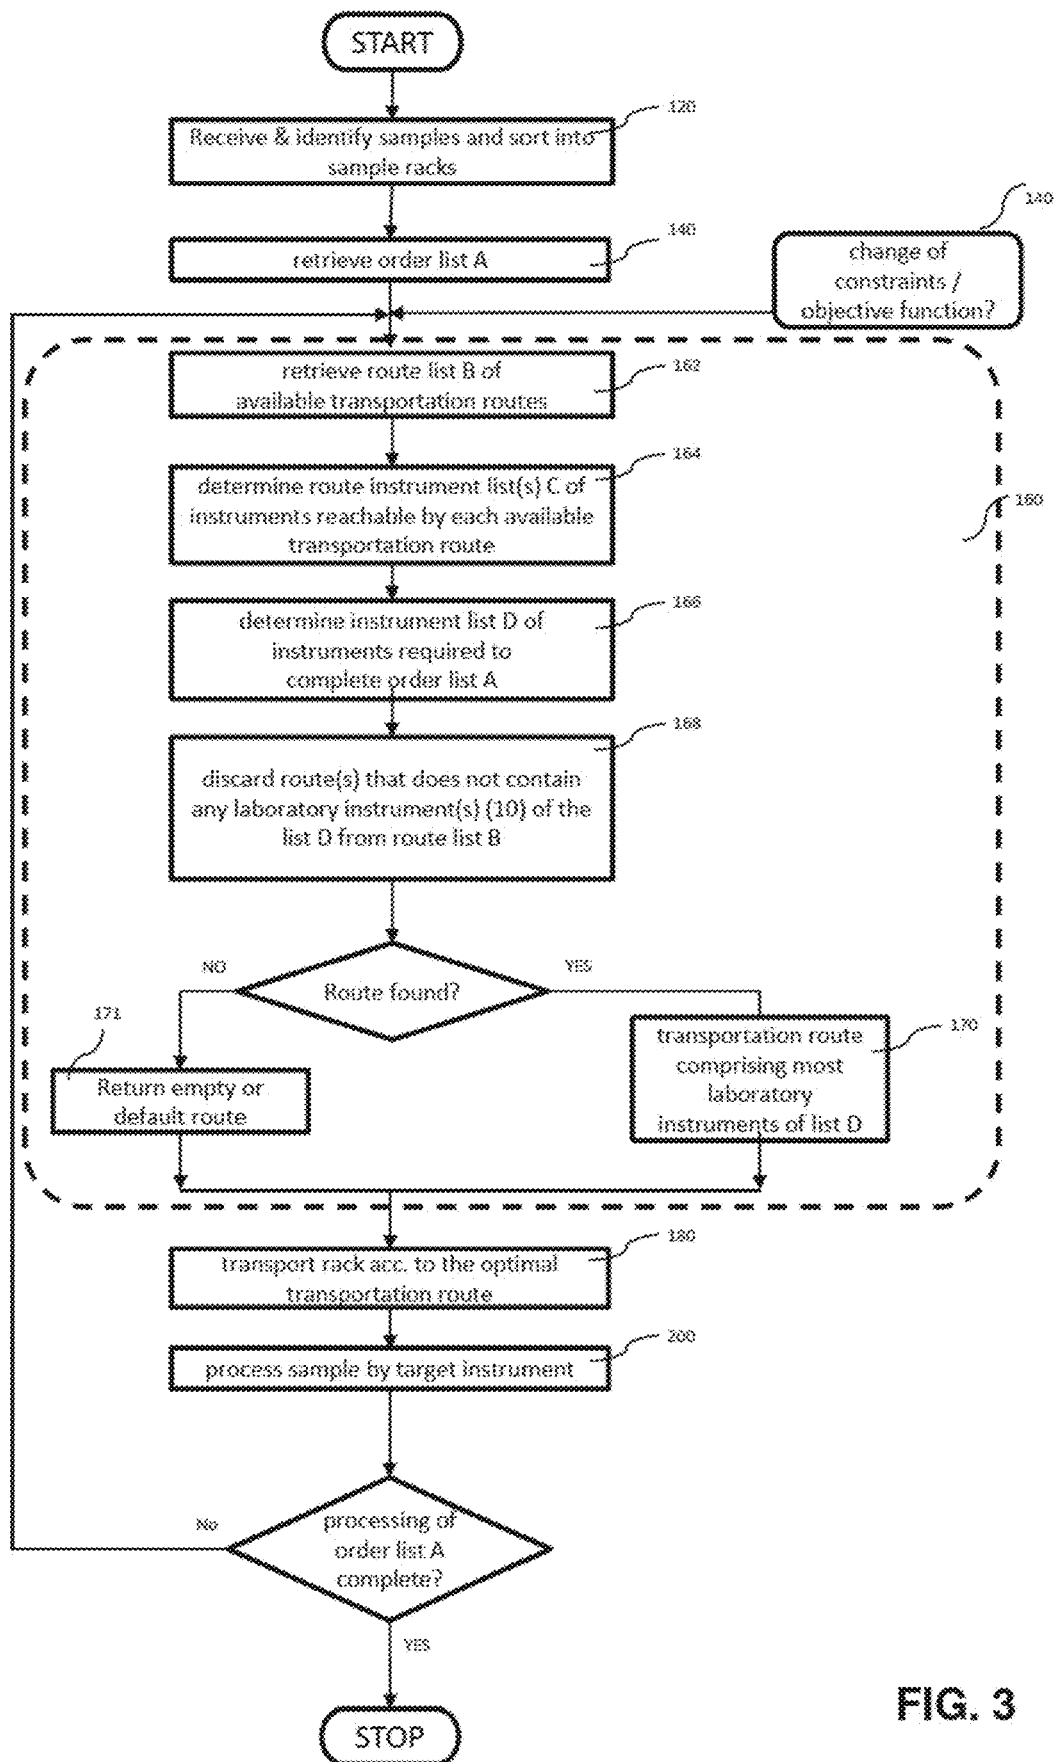 START
120
Receive & identify samples and sort into
sample racks
140
retrieve order list A
140
change of
constraints /
objective function?
162
retrieve route list B of
available transportation routes
164
determine route instrument list(s) C of
instruments reachable by each available
transportation route
160
166
determine instrument list D of
instruments required to
complete order list A
168
discard route(s) that does not contain
any laboratory instrument(s) (10) of the
list D from route list B
NO
YES
Route found?
171
Return empty or
default route
170
transportation route
comprising most
laboratory
instruments of list D
180
transport rack acc. to the optimal
transportation route
200
process sample by target instrument
No
processing of
order list A
complete?
YES
STOP
FIG. 3